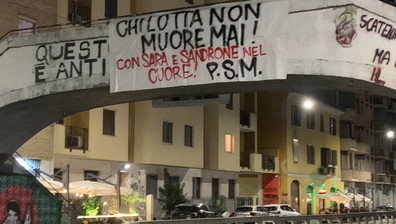 QUEST
È ANTI
CHI LOTTA NON
MUORE MAI!
CON SARA E SANDRONE NEL
CUORE! P.S.M.
SCATEN
MA
IL